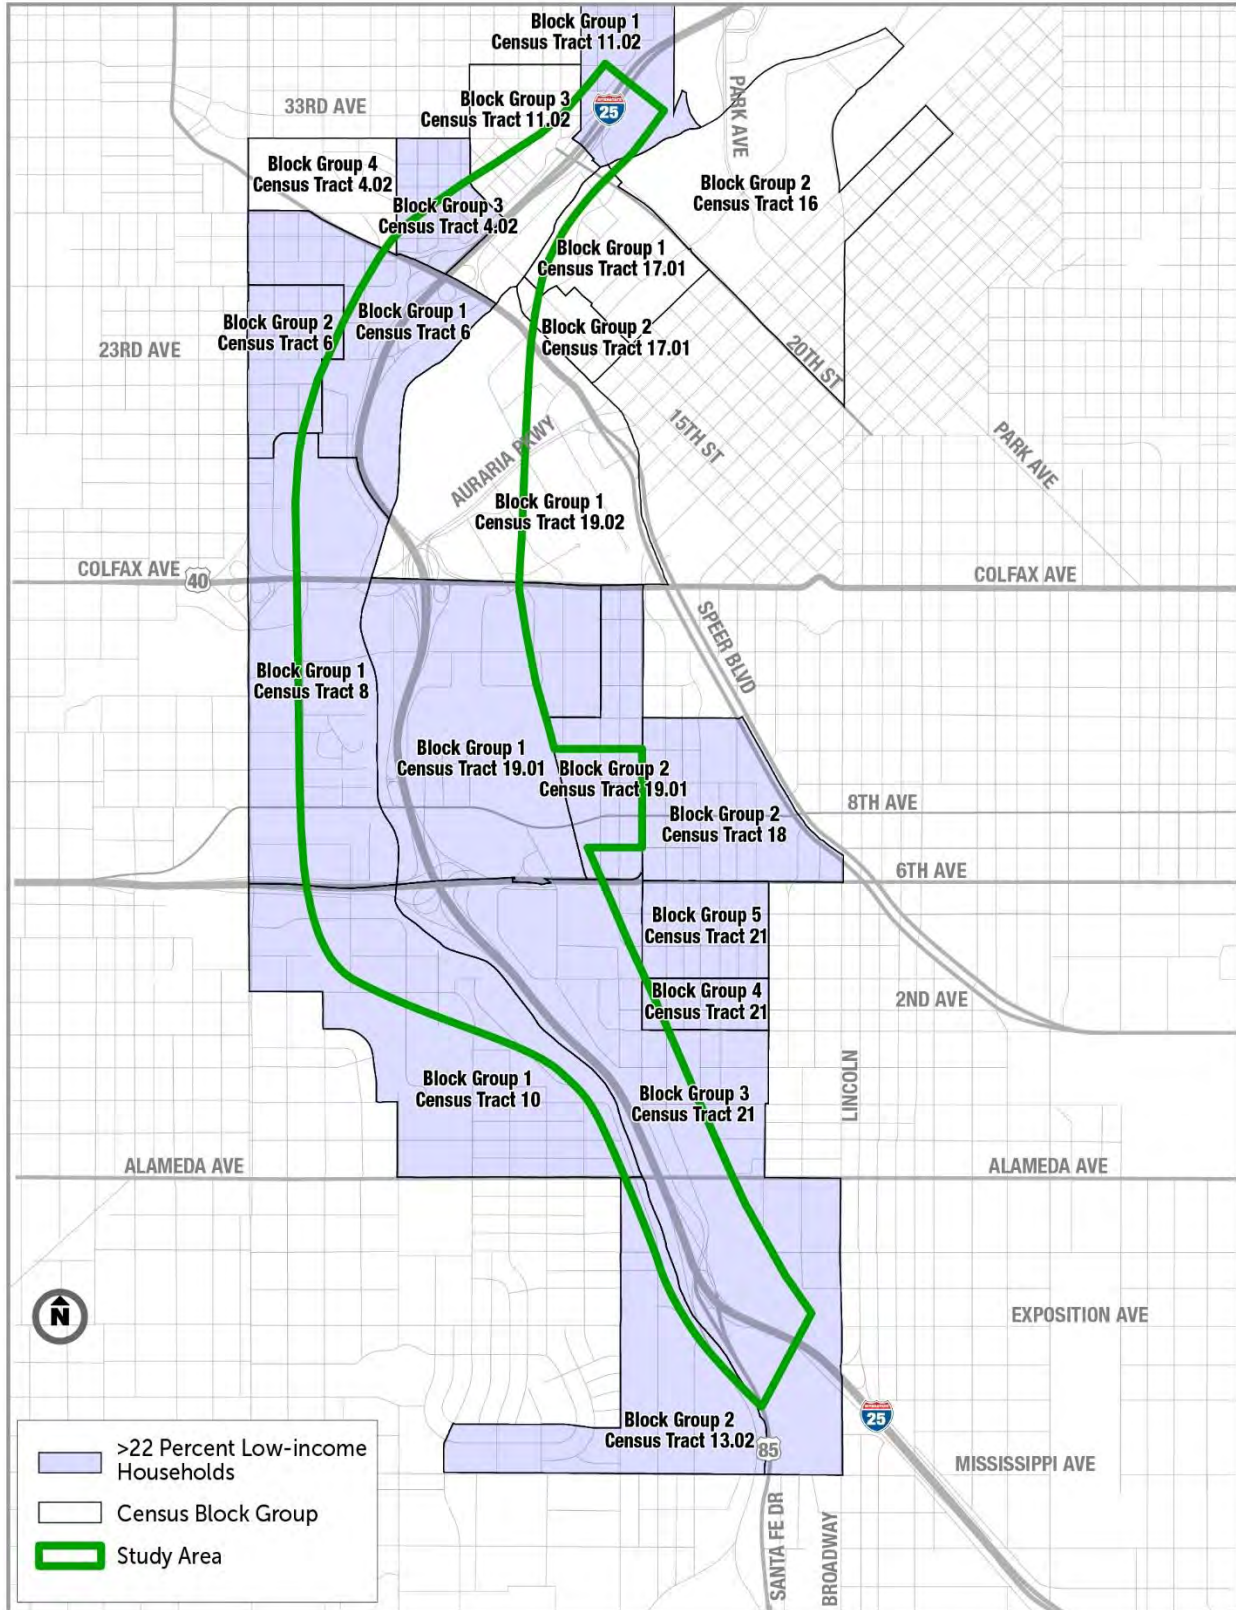 Block Group 1
Census Tract 11.02
33RD AVE
Block Group 3
Census Tract 11.02
INTERSTATE
25
PARK AVE
Block Group 4
Census Tract 4.02
Block Group 3
Census Tract 4.02
Block Group 2
Census Tract 16
Block Group 1
Census Tract 17.01
Block Group 2
Census Tract 6
Block Group 1
Census Tract 6
Block Group 2
Census Tract 17.01
23RD AVE
20TH ST
15TH ST
PARK AVE
AURARIA PKWY
Block Group 1
Census Tract 19.02
COLFAX AVE
40
COLFAX AVE
SPEER BLVD
Block Group 1
Census Tract 8
Block Group 1
Census Tract 19.01
Block Group 2
Census Tract 19.01
Block Group 2
Census Tract 18
8TH AVE
6TH AVE
Block Group 5
Census Tract 21
Block Group 4
Census Tract 21
2ND AVE
LINCOLN
Block Group 1
Census Tract 10
Block Group 3
Census Tract 21
ALAMEDA AVE
ALAMEDA AVE
N
EXPOSITION AVE
Block Group 2
Census Tract 13.02
85
INTERSTATE
25
MISSISSIPPI AVE
SANTA FE DR
BROADWAY
>22 Percent Low-income
Households
Census Block Group
Study Area